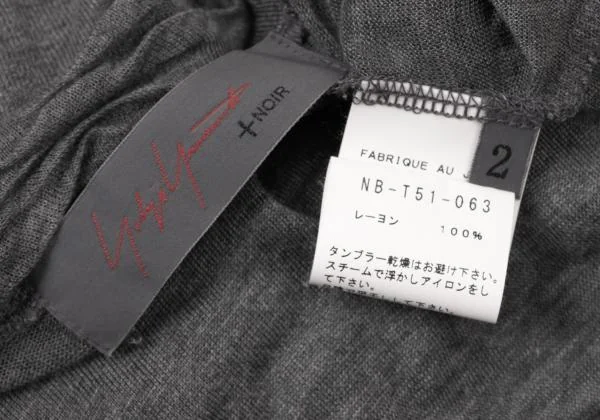 Yohji Yamamoto
+NOIR
2
FABRIQUE AU J
NB-T51-063
レーヨン 100%
タンブラー乾燥はお避け下さい。
スチームで浮かしアイロンをし
て下さい。